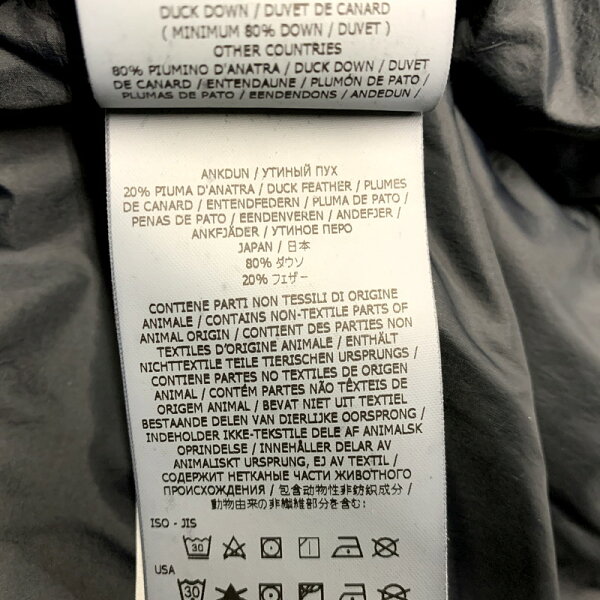 DUCK DOWN / DUVET DE CANARD
( MINIMUM 80% DOWN / DUVET )
OTHER COUNTRIES
80% PIUMINO D'ANATRA / DUCK DOWN / DUVET
DE CANARD / ENTENDAUNE / PLUMÓN DE PATO /
PLUMAS DE PATO / EENDENDONS / ANDEDUN /
ANKDUN / УТИНЫЙ ПУХ
20% PIUMA D'ANATRA / DUCK FEATHER / PLUMES
DE CANARD / ENTENDFEDERN / PLUMA DE PATO /
PENAS DE PATO / EENDENVEREN / ANDEFJER /
ANKFJÄDER / УТИНОЕ ПЕРО
JAPAN / 日本
80% ダウン
20% フェザー
CONTIENE PARTI NON TESSILI DI ORIGINE
ANIMALE / CONTAINS NON-TEXTILE PARTS OF
ANIMAL ORIGIN / CONTIENT DES PARTIES NON
TEXTILES D'ORIGINE ANIMALE / ENTHÄLT
NICHTTEXTILE TEILE TIERISCHEN URSPRUNGS /
CONTIENE PARTES NO TEXTILES DE ORIGEN
ANIMAL / CONTÉM PARTES NÃO TÊXTEIS DE
ORIGEM ANIMAL / BEVAT NIET UIT TEXTIEL
BESTAANDE DELEN VAN DIERLIJKE OORSPRONG /
INDEHOLDER IKKE-TEKSTILE DELE AF ANIMALSK
OPRINDELSE / INNEHÅLLER DELAR AV
ANIMALISKT URSPRUNG, EJ AV TEXTIL /
СОДЕРЖИТ НЕТКАНЫЕ ЧАСТИ ЖИВОТНОГО
ПРОИСХОЖДЕНИЯ / 包含动物性非纺织成分 /
動物由来の非繊維部分を含む:
ISO - JIS
30
USA
30